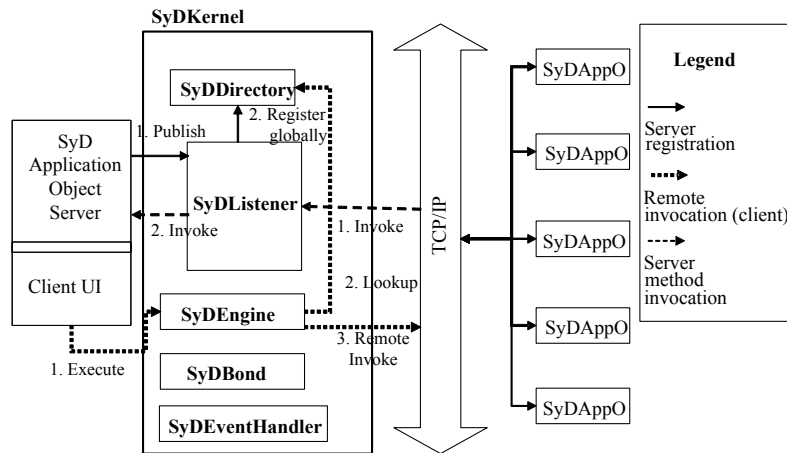 SyDKernel
SyDDirectory
1. Publish
2. Register
globally
SyD
Application
Object
Server
SyDListener
2. Invoke
1. Invoke
Client UI
2. Lookup
SyDEngine
3. Remote
Invoke
1. Execute
SyDBond
SyDEventHandler
TCP/IP
SyDAppO
SyDAppO
SyDAppO
SyDAppO
SyDAppO
Legend
Server
registration
Remote
invocation (client)
Server
method
invocation